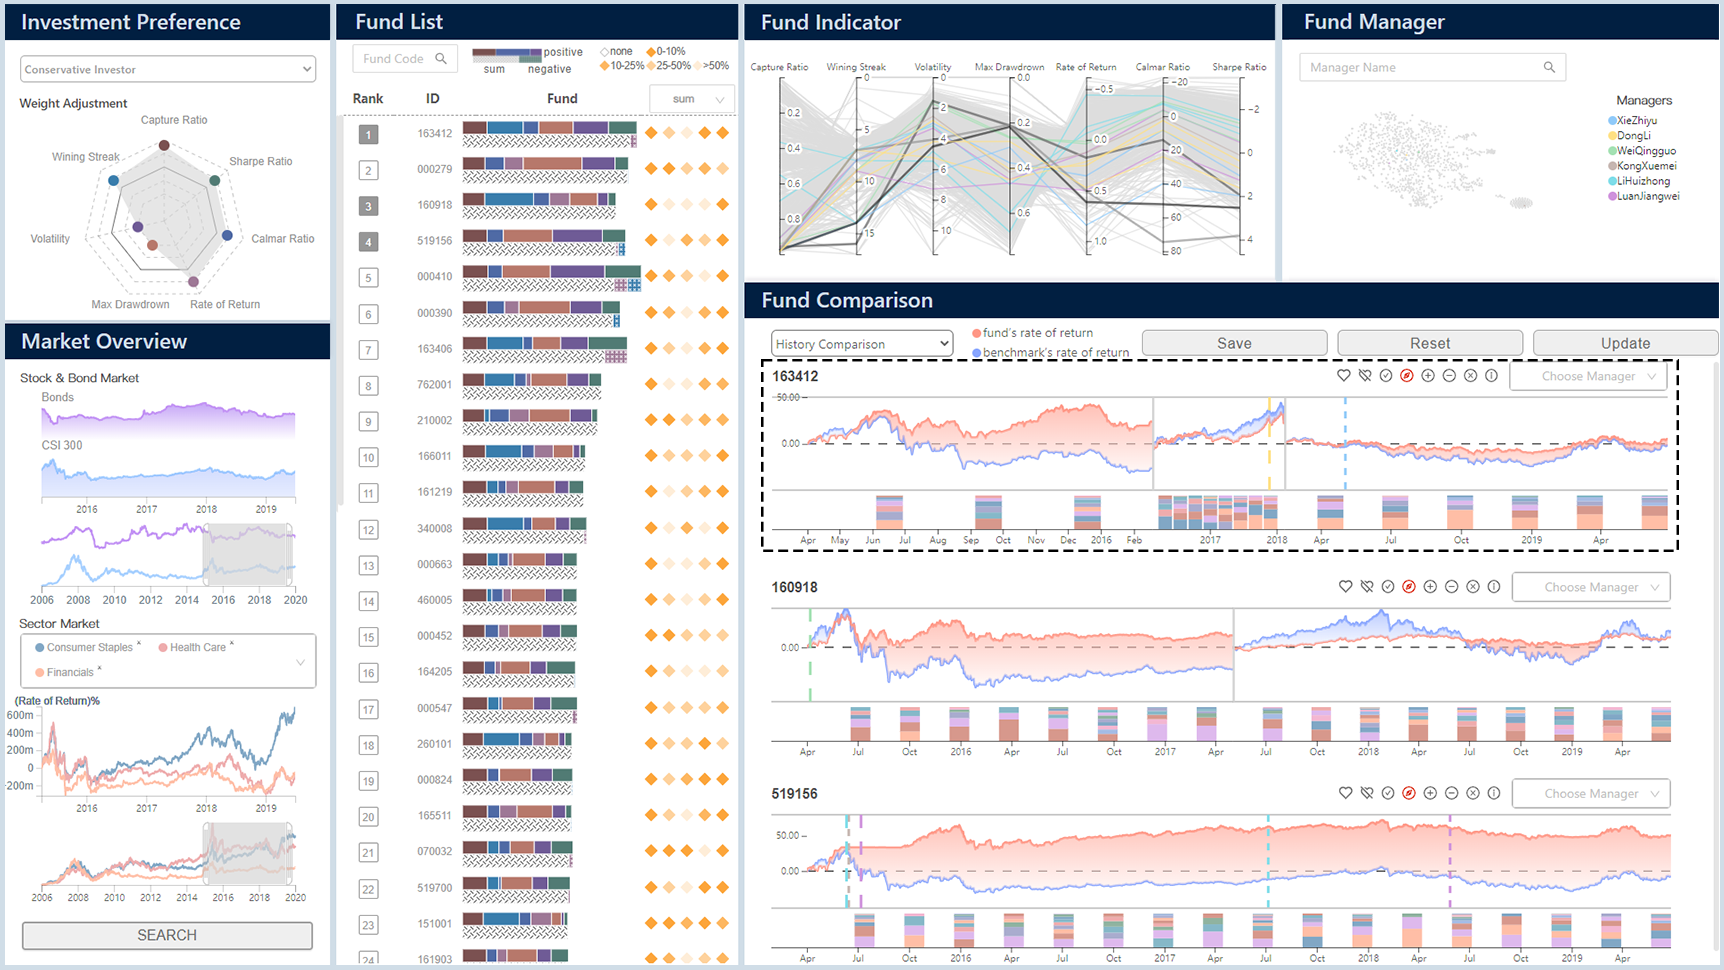 Investment Preference
Conservative Investor
Weight Adjustment
Capture Ratio
Wining Streak
Sharpe Ratio
Volatility
Calmar Ratio
Max Drawdown
Rate of Return
Market Overview
Stock & Bond Market
Bonds
CSI 300
2016 2017 2018 2019
2006 2008 2010 2012 2014 2016 2018 2020
Sector Market
Consumer Staples x Health Care x
Financials x
(Rate of Return)%
600m
400m
200m
0
-200m
2016 2017 2018 2019
2006 2008 2010 2012 2014 2016 2018 2020
SEARCH
Fund List
Fund Code
positive
sum negative
none 0-10%
10-25% 25-50% >50%
Rank ID Fund sum
1 163412
2 000279
3 160918
4 519156
5 000410
6 000390
7 163406
8 762001
9 210002
10 166011
11 161219
12 340008
13 000663
14 460005
15 000452
16 164205
17 000547
18 260101
19 000824
20 165511
21 070032
22 519700
23 151001
24 161903
Fund Indicator
Capture Ratio Wining Streak Volatility Max Drawdown Rate of Return Calmar Ratio Sharpe Ratio
0.2
0.4
0.6
0.8
0
5
10
15
0
2
4
6
8
10
0.0
0.2
0.6
-0.5
0.0
0.5
1.0
-20
0
20
40
60
80
-2
0
2
4
Fund Manager
Manager Name
Managers
XieZhiyu
DongLi
WeiQingguo
KongXuemei
LiHuizhong
LuanJiangwei
Fund Comparison
History Comparison
fund's rate of return
benchmark's rate of return
Save Reset Update
163412
Choose Manager
50.00
0.00
Apr May Jun Jul Aug Sep Oct Nov Dec 2016 Feb 2017 2018 Apr Jul Oct 2019 Apr
160918
Choose Manager
0.00
Apr Jul Oct 2016 Apr Jul Oct 2017 Apr Jul Oct 2018 Apr Jul Oct 2019 Apr
519156
Choose Manager
50.00
0.00
Apr Jul Oct 2016 Apr Jul Oct 2017 Apr Jul Oct 2018 Apr Jul Oct 2019 Apr